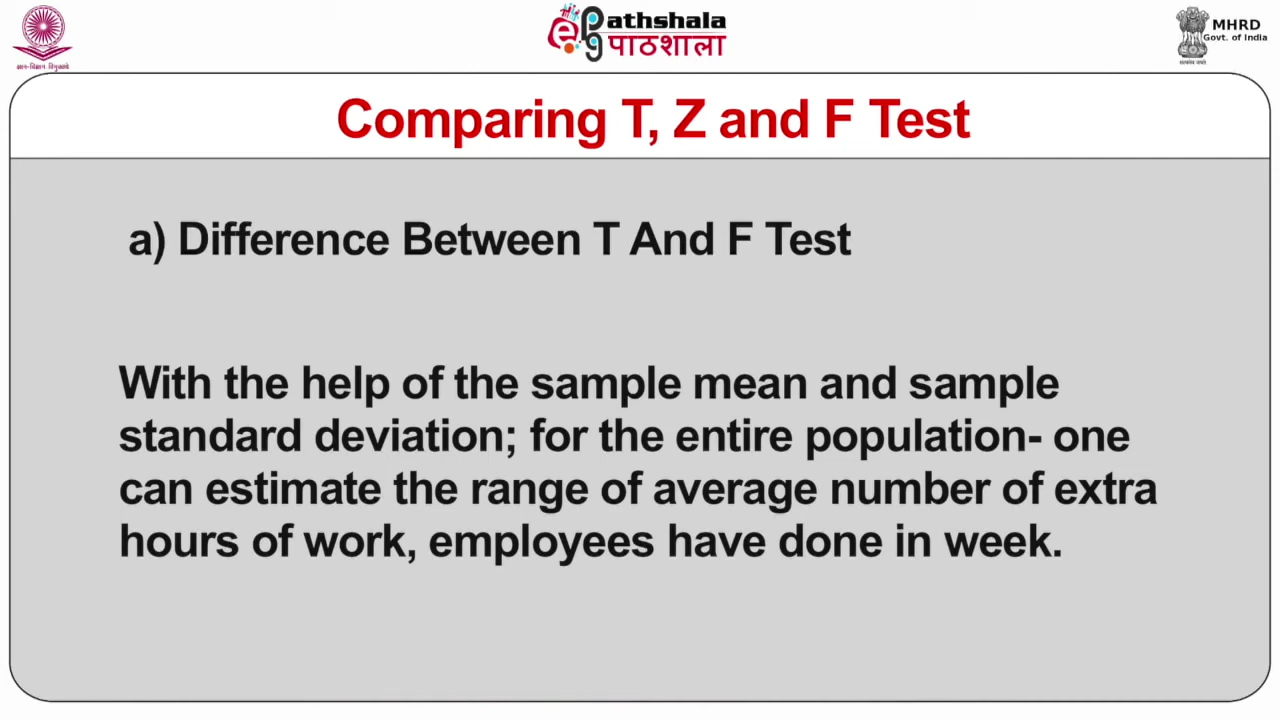 ePathshala
पाठशाला
MHRD
Govt. of India
Comparing T, Z and F Test
a) Difference Between T And F Test
With the help of the sample mean and sample
standard deviation; for the entire population- one
can estimate the range of average number of extra
hours of work, employees have done in week.